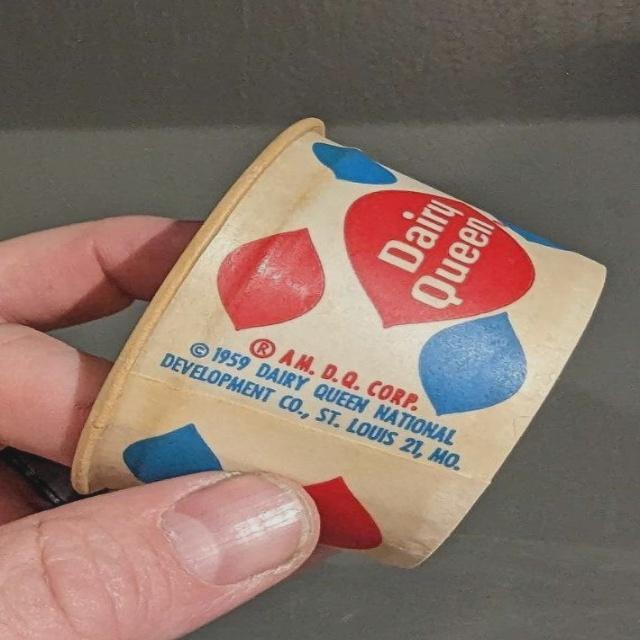 Dairy
Queen
® AM. D.Q. CORP.
© 1959 DAIRY QUEEN NATIONAL
DEVELOPMENT CO., ST. LOUIS 21, MO.